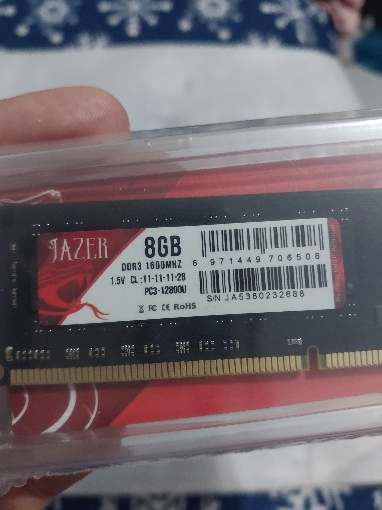 JAZER
8GB
DDR3 1600MHZ
1.5V CL:11-11-11-28
PC3-12800U
FC CE RoHS
6 971449 706508
S/N JA5380232688